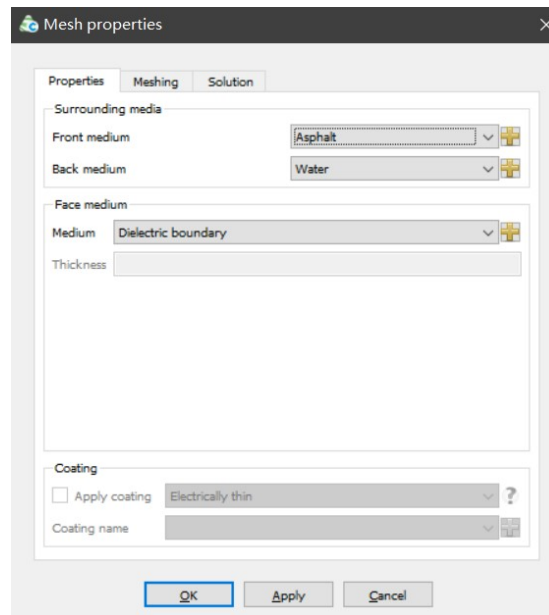 Mesh properties
Properties Meshing Solution
Surrounding media
Front medium Asphalt
Back medium Water
Face medium
Medium Dielectric boundary
Thickness
Coating
Apply coating Electrically thin ?
Coating name
OK Apply Cancel